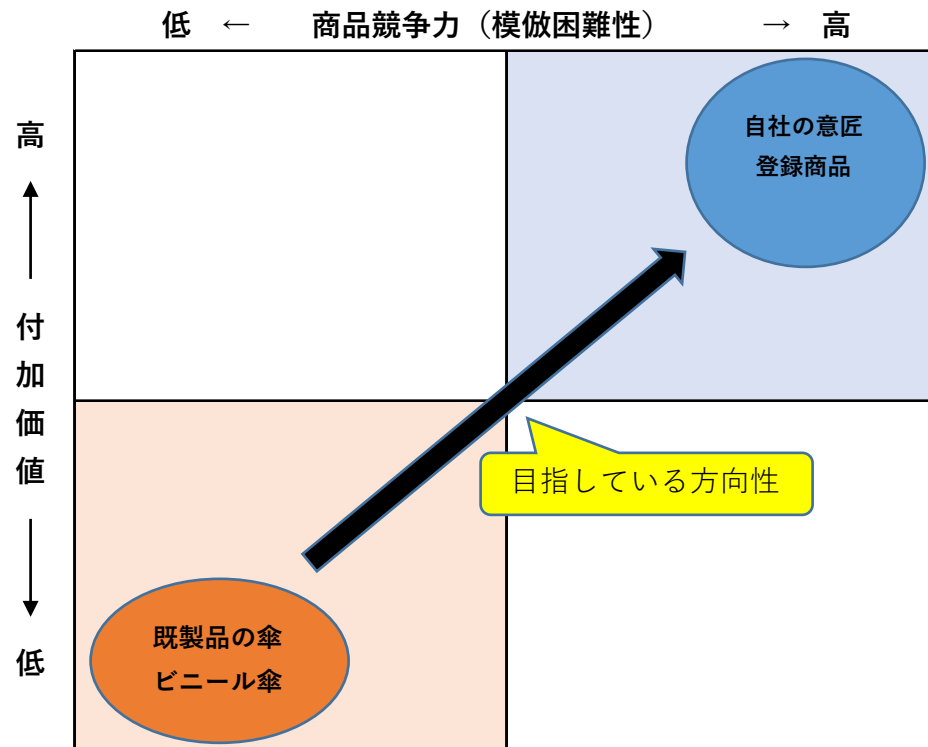 低 ← 商品競争力（模倣困難性） → 高
高
付
加
価
値
低
自社の意匠
登録商品
目指している方向性
既製品の傘
ビニール傘